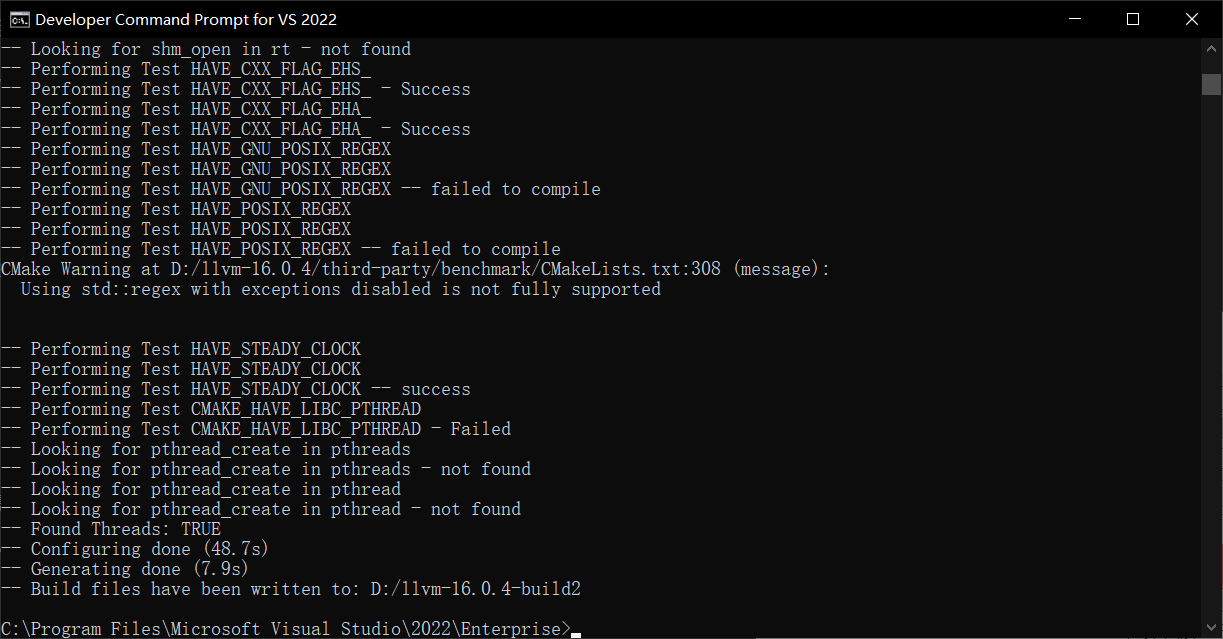 Developer Command Prompt for VS 2022
-- Looking for shm_open in rt - not found
-- Performing Test HAVE_CXX_FLAG_EHS_
-- Performing Test HAVE_CXX_FLAG_EHS_ - Success
-- Performing Test HAVE_CXX_FLAG_EHA_
-- Performing Test HAVE_CXX_FLAG_EHA_ - Success
-- Performing Test HAVE_GNU_POSIX_REGEX
-- Performing Test HAVE_GNU_POSIX_REGEX
-- Performing Test HAVE_GNU_POSIX_REGEX -- failed to compile
-- Performing Test HAVE_POSIX_REGEX
-- Performing Test HAVE_POSIX_REGEX
-- Performing Test HAVE_POSIX_REGEX -- failed to compile
CMake Warning at D:/llvm-16.0.4/third-party/benchmark/CMakeLists.txt:308 (message):
  Using std::regex with exceptions disabled is not fully supported
-- Performing Test HAVE_STEADY_CLOCK
-- Performing Test HAVE_STEADY_CLOCK
-- Performing Test HAVE_STEADY_CLOCK -- success
-- Performing Test CMAKE_HAVE_LIBC_PTHREAD
-- Performing Test CMAKE_HAVE_LIBC_PTHREAD - Failed
-- Looking for pthread_create in pthreads
-- Looking for pthread_create in pthreads - not found
-- Looking for pthread_create in pthread
-- Looking for pthread_create in pthread - not found
-- Found Threads: TRUE
-- Configuring done (48.7s)
-- Generating done (7.9s)
-- Build files have been written to: D:/llvm-16.0.4-build2
C:\Program Files\Microsoft Visual Studio\2022\Enterprise>